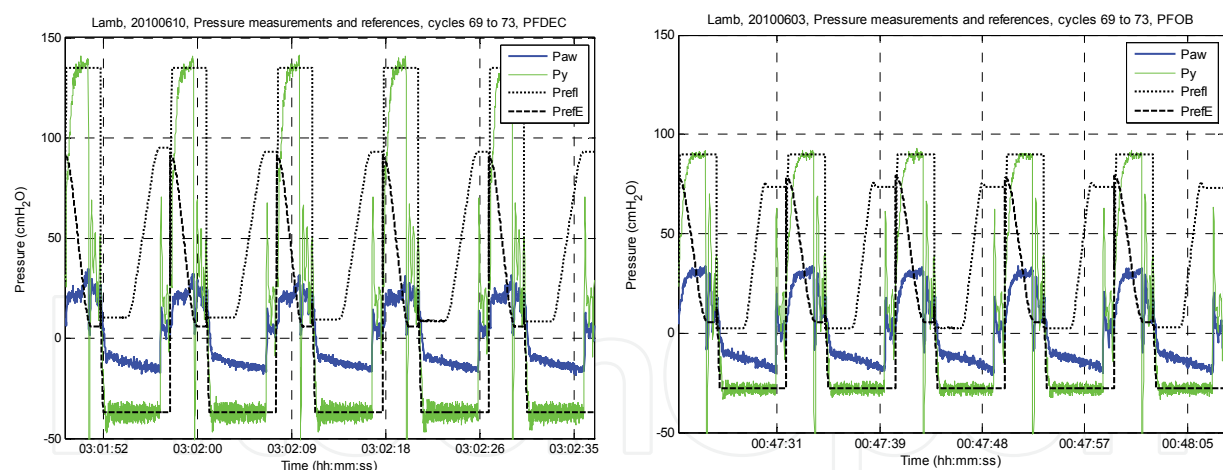 Lamb, 20100610, Pressure measurements and references, cycles 69 to 73, PFDEC
150
100
50
0
-50
Pressure (cmH2O)
Paw
Py
PrefI
PrefE
03:01:52 03:02:00 03:02:09 03:02:18 03:02:26 03:02:35
Time (hh:mm:ss)
Lamb, 20100603, Pressure measurements and references, cycles 69 to 73, PFOB
150
100
50
0
-50
Pressure (cmH2O)
Paw
Py
PrefI
PrefE
00:47:31 00:47:39 00:47:48 00:47:57 00:48:05
Time (hh:mm:ss)